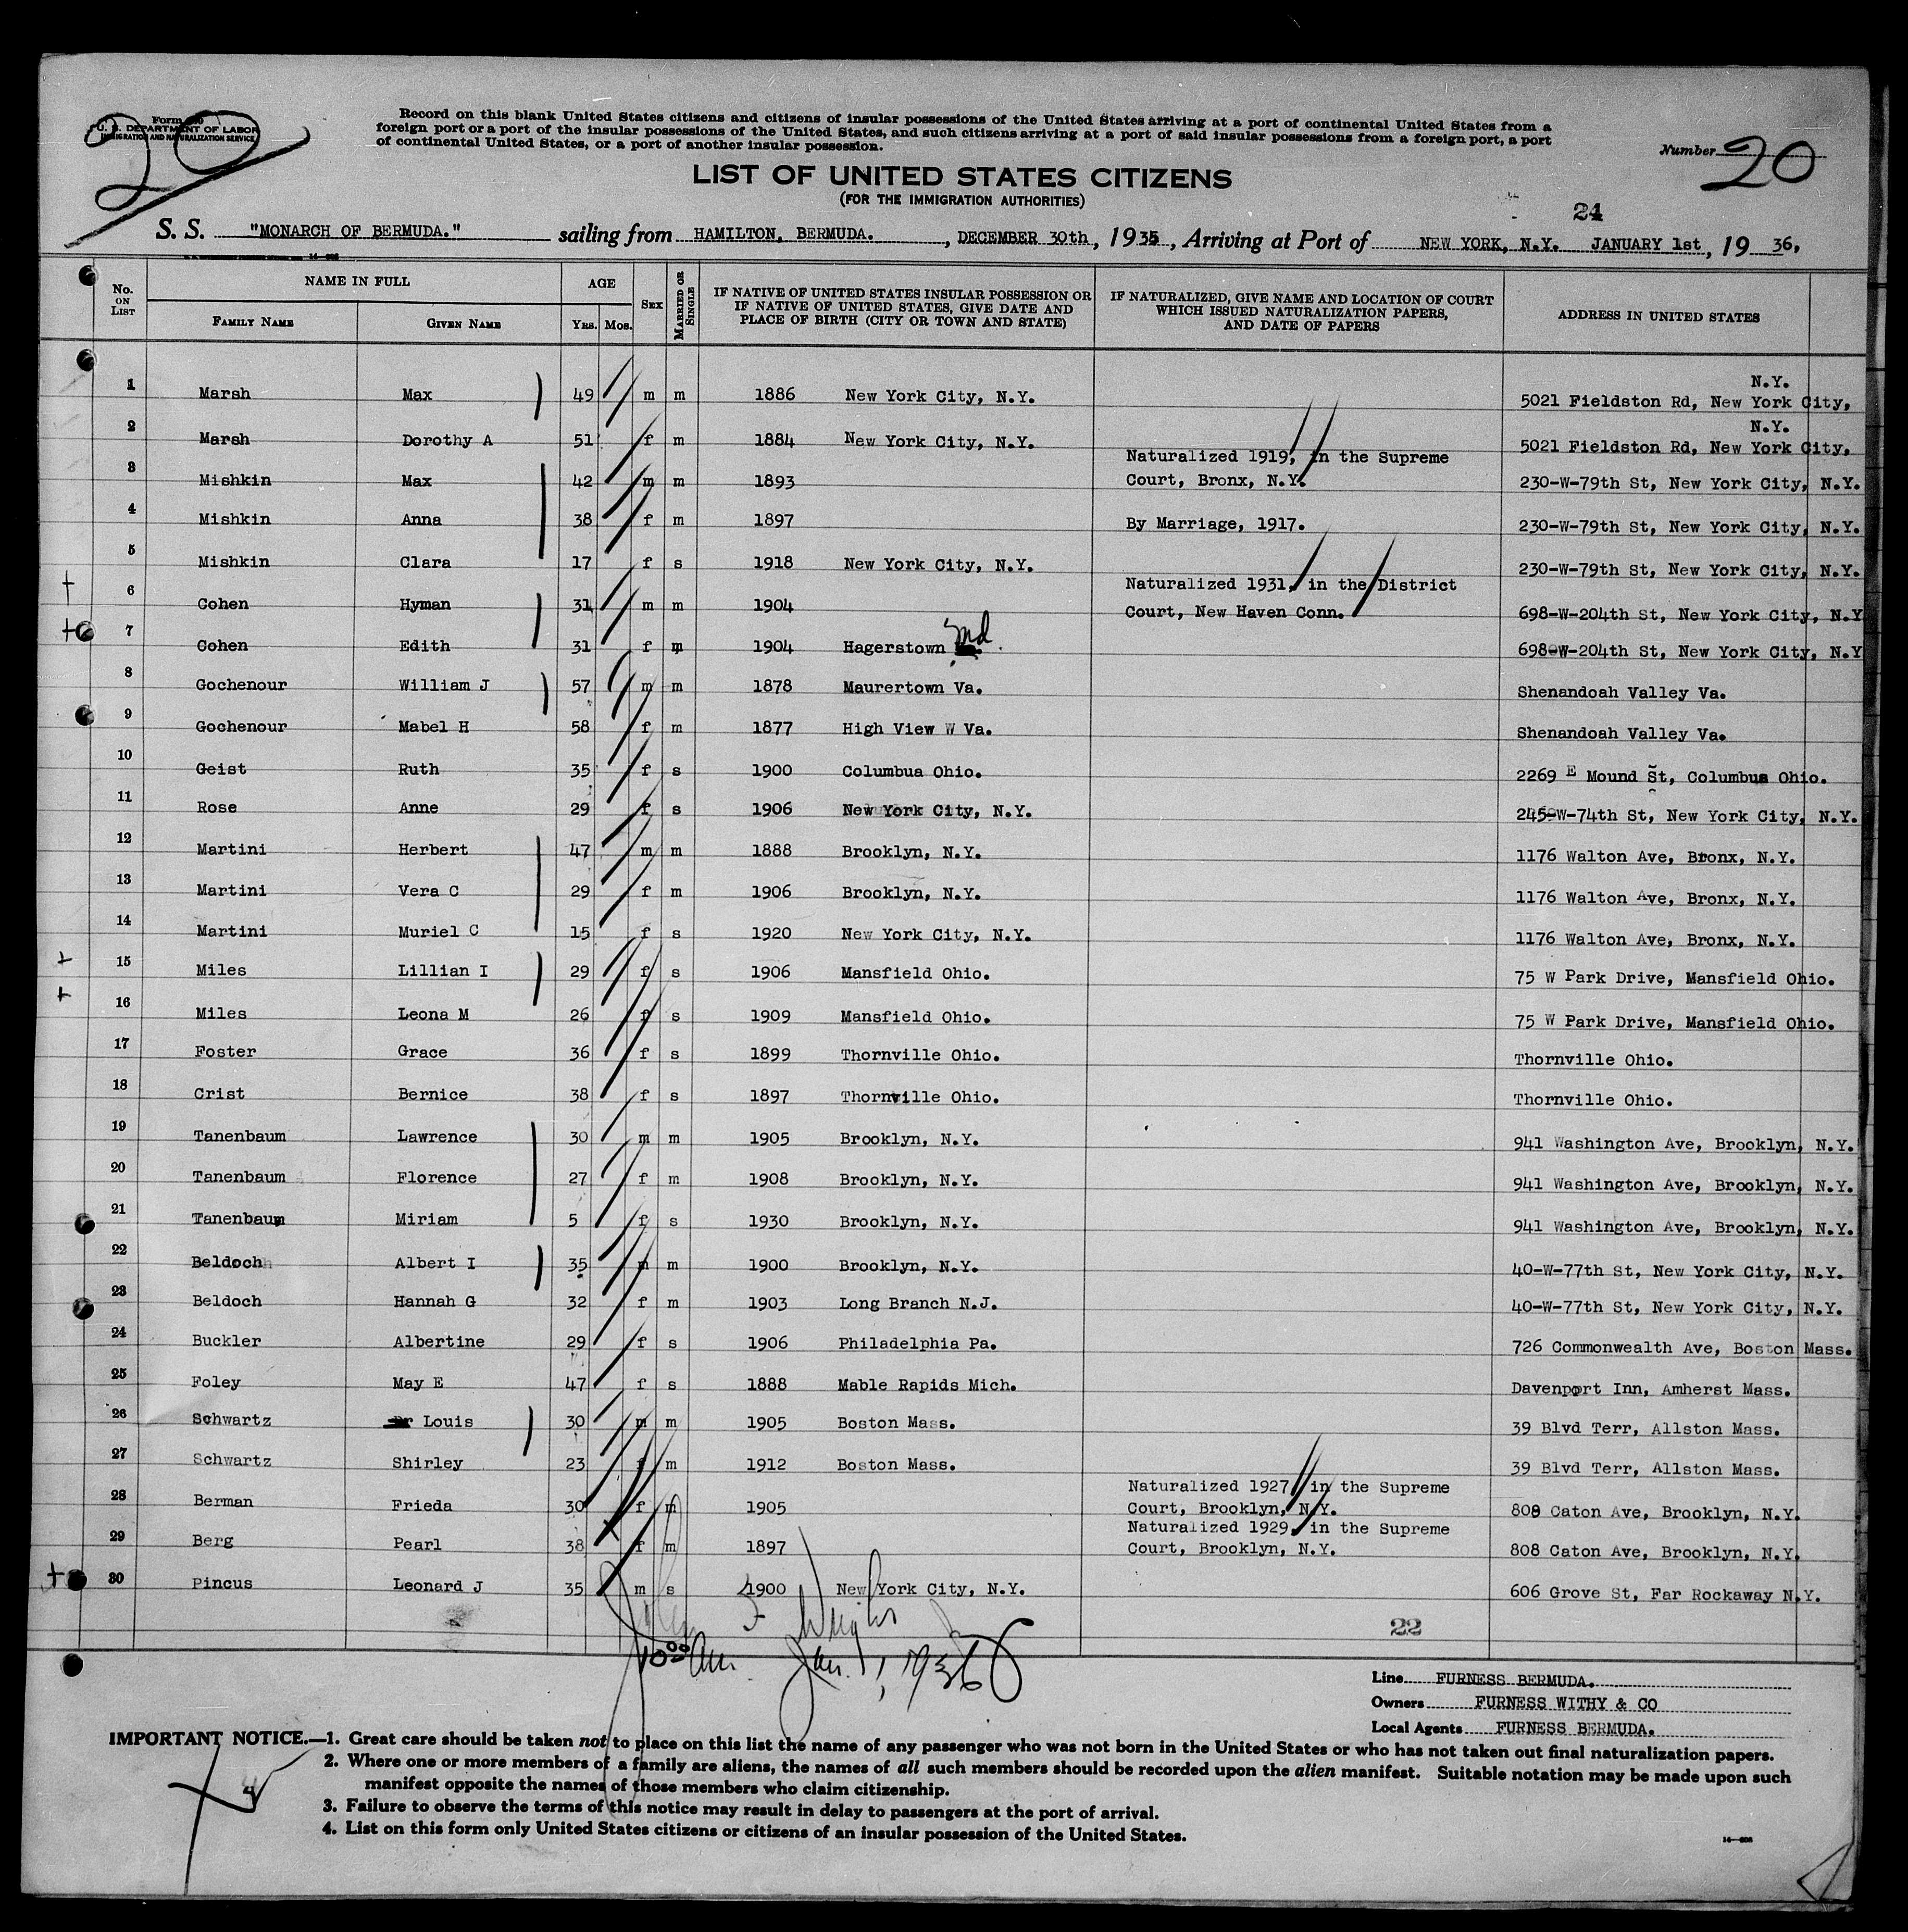 Form
U. S. DEPARTMENT OF LABOR
IMMIGRATION AND NATURALIZATION SERVICE
20
Record on this blank United States citizens and citizens of insular possessions of the United States arriving at a port of continental United States from a
foreign port or a port of the insular possessions of the United States, and such citizens arriving at a port of said insular possessions from a foreign port, a port
of continental United States, or a port of another insular possession.
Number 20
LIST OF UNITED STATES CITIZENS
(FOR THE IMMIGRATION AUTHORITIES)
24
S. S. "MONARCH OF BERMUDA." sailing from HAMILTON, BERMUDA. , DECEMBER 30th, 1935, Arriving at Port of NEW YORK, N.Y. JANUARY 1st, 19 36,
No. ON LIST
NAME IN FULL
FAMILY NAME
GIVEN NAME
AGE
YRS. MOS.
SEX
MARRIED OR SINGLE
IF NATIVE OF UNITED STATES INSULAR POSSESSION OR
IF NATIVE OF UNITED STATES, GIVE DATE AND
PLACE OF BIRTH (CITY OR TOWN AND STATE)
IF NATURALIZED, GIVE NAME AND LOCATION OF COURT
WHICH ISSUED NATURALIZATION PAPERS,
AND DATE OF PAPERS
ADDRESS IN UNITED STATES
N.Y.
1 Marsh Max 49 m m 1886 New York City, N.Y. 5021 Fieldston Rd, New York City,
N.Y.
2 Marsh Dorothy A 51 f m 1884 New York City, N.Y. 5021 Fieldston Rd, New York City,
Naturalized 1919, in the Supreme
3 Mishkin Max 42 m m 1893 Court, Bronx, N.Y. 230-W-79th St, New York City, N.Y.
4 Mishkin Anna 38 f m 1897 By Marriage, 1917. 230-W-79th St, New York City, N.Y.
5 Mishkin Clara 17 f s 1918 New York City, N.Y. 230-W-79th St, New York City, N.Y.
Naturalized 1931, in the District
6 Cohen Hyman 31 m m 1904 Court, New Haven Conn. 698-W-204th St, New York City, N.Y
7 Cohen Edith 31 f m 1904 Hagerstown Md. 698-W-204th St, New York City, N.Y
8 Gochenour William J 57 m m 1878 Maurertown Va. Shenandoah Valley Va.
9 Gochenour Mabel H 58 f m 1877 High View W Va. Shenandoah Valley Va.
10 Geist Ruth 35 f s 1900 Columbus Ohio. 2269 E Mound St, Columbus Ohio.
11 Rose Anne 29 f s 1906 New York City, N.Y. 245-W-74th St, New York City, N.Y.
12 Martini Herbert 47 m m 1888 Brooklyn, N.Y. 1176 Walton Ave, Bronx, N.Y.
13 Martini Vera C 29 f m 1906 Brooklyn, N.Y. 1176 Walton Ave, Bronx, N.Y.
14 Martini Muriel C 15 f s 1920 New York City, N.Y. 1176 Walton Ave, Bronx, N.Y.
15 Miles Lillian I 29 f s 1906 Mansfield Ohio. 75 W Park Drive, Mansfield Ohio.
16 Miles Leona M 26 f s 1909 Mansfield Ohio. 75 W Park Drive, Mansfield Ohio.
17 Foster Grace 36 f s 1899 Thornville Ohio. Thornville Ohio.
18 Crist Bernice 38 f s 1897 Thornville Ohio. Thornville Ohio.
19 Tanenbaum Lawrence 30 m m 1905 Brooklyn, N.Y. 941 Washington Ave, Brooklyn, N.Y.
20 Tanenbaum Florence 27 f m 1908 Brooklyn, N.Y. 941 Washington Ave, Brooklyn, N.Y.
21 Tanenbaum Miriam 5 f s 1930 Brooklyn, N.Y. 941 Washington Ave, Brooklyn, N.Y.
22 Beldoch Albert I 35 m m 1900 Brooklyn, N.Y. 40-W-77th St, New York City, N.Y.
23 Beldoch Hannah G 32 f m 1903 Long Branch N.J. 40-W-77th St, New York City, N.Y.
24 Buckler Albertine 29 f s 1906 Philadelphia Pa. 726 Commonwealth Ave, Boston Mass.
25 Foley May E 47 f s 1888 Mable Rapids Mich. Davenport Inn, Amherst Mass.
26 Schwartz Dr Louis 30 m m 1905 Boston Mass. 39 Blvd Terr, Allston Mass.
27 Schwartz Shirley 23 f m 1912 Boston Mass. 39 Blvd Terr, Allston Mass.
Naturalized 1927, in the Supreme
28 Berman Frieda 30 f m 1905 Court, Brooklyn, N.Y. 808 Caton Ave, Brooklyn, N.Y.
Naturalized 1929, in the Supreme
29 Berg Pearl 38 f m 1897 Court, Brooklyn, N.Y. 808 Caton Ave, Brooklyn, N.Y.
30 Pincus Leonard J 35 m s 1900 New York City, N.Y. 606 Grove St, Far Rockaway N.Y.
22
10:00 Am. Jan. 1, 1936
Line FURNESS BERMUDA.
Owners FURNESS WITHY & CO
Local Agents FURNESS BERMUDA.
IMPORTANT NOTICE.—1. Great care should be taken not to place on this list the name of any passenger who was not born in the United States or who has not taken out final naturalization papers.
2. Where one or more members of a family are aliens, the names of all such members should be recorded upon the alien manifest. Suitable notation may be made upon such
manifest opposite the names of those members who claim citizenship.
3. Failure to observe the terms of this notice may result in delay to passengers at the port of arrival.
4. List on this form only United States citizens or citizens of an insular possession of the United States.